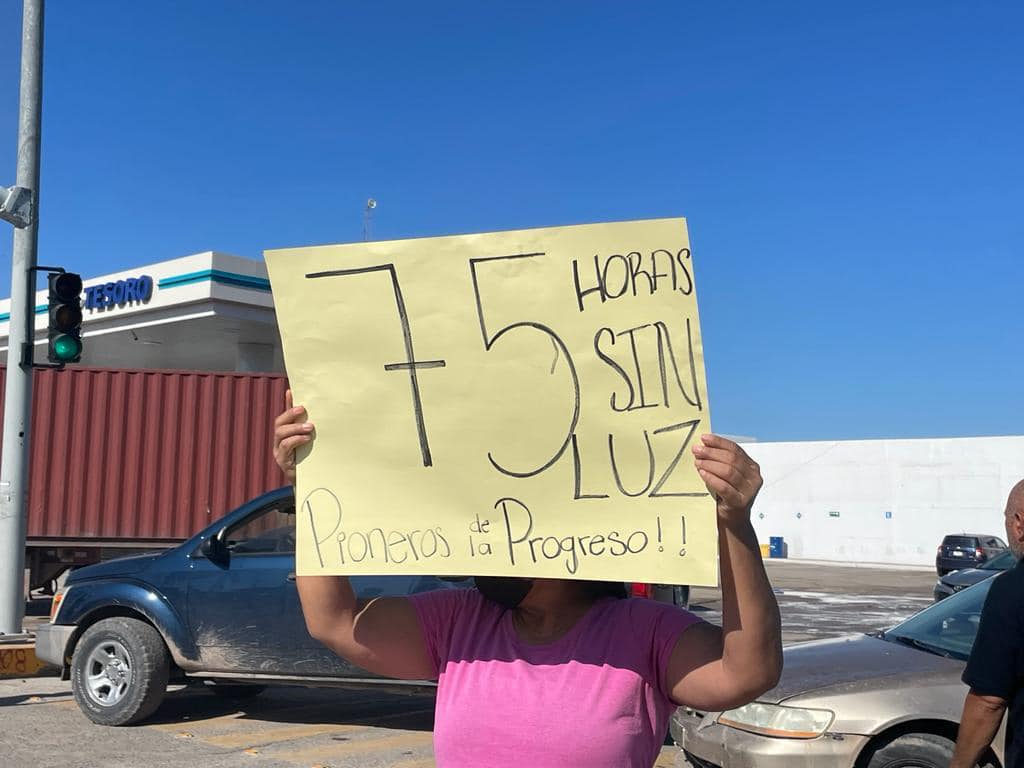 TESORO
75 HORAS
SIN
LUZ
Pioneros de la Progreso!!